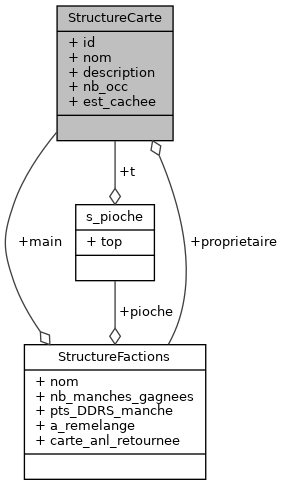 StructureCarte
+ id
+ nom
+ description
+ nb_occ
+ est_cachee
+t
s_pioche
+ top
+main
+proprietaire
+pioche
StructureFactions
+ nom
+ nb_manches_gagnees
+ pts_DDRS_manche
+ a_remelange
+ carte_anl_retournee